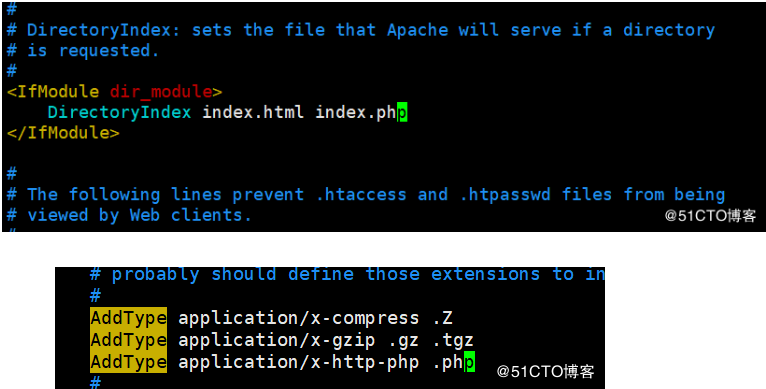 #
# DirectoryIndex: sets the file that Apache will serve if a directory
# is requested.
#
<IfModule dir_module>
    DirectoryIndex index.html index.php
</IfModule>
#
# The following lines prevent .htaccess and .htpasswd files from being
# viewed by Web clients.
@51CTO博客
#
# probably should define those extensions to in
#
AddType application/x-compress .Z
AddType application/x-gzip .gz .tgz
AddType application/x-http-php .php
@51CTO博客
#